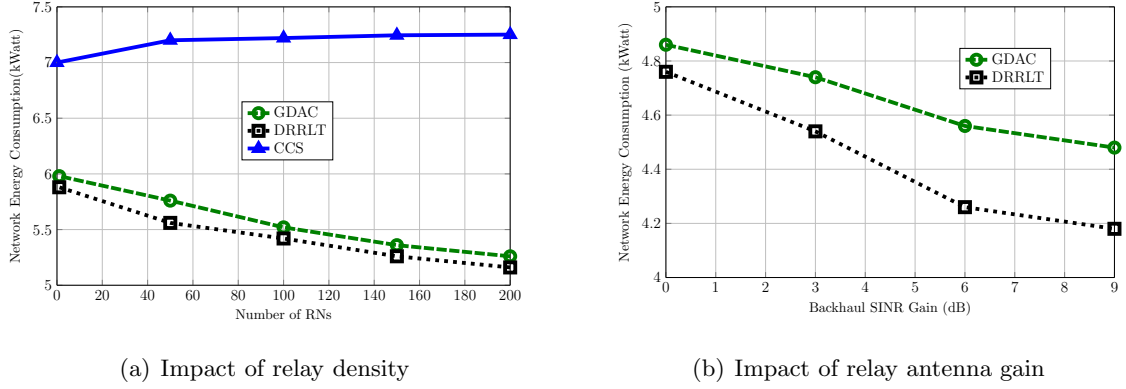 7.5
7
6.5
6
5.5
5
Network Energy Consumption(kWatt)
0 20 40 60 80 100 120 140 160 180 200
Number of RNs
GDAC
DRRLT
CCS
(a) Impact of relay density
5
4.8
4.6
4.4
4.2
4
Network Energy Consumption (kWatt)
0 1 2 3 4 5 6 7 8 9
Backhaul SINR Gain (dB)
GDAC
DRRLT
(b) Impact of relay antenna gain